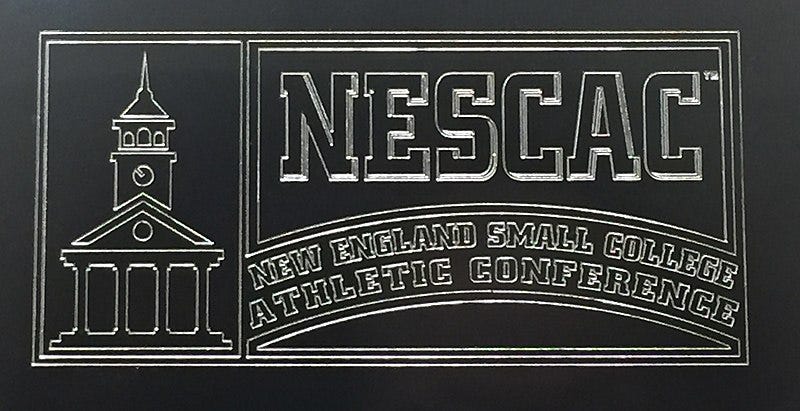 NESCAC™
NEW ENGLAND SMALL COLLEGE
ATHLETIC CONFERENCE